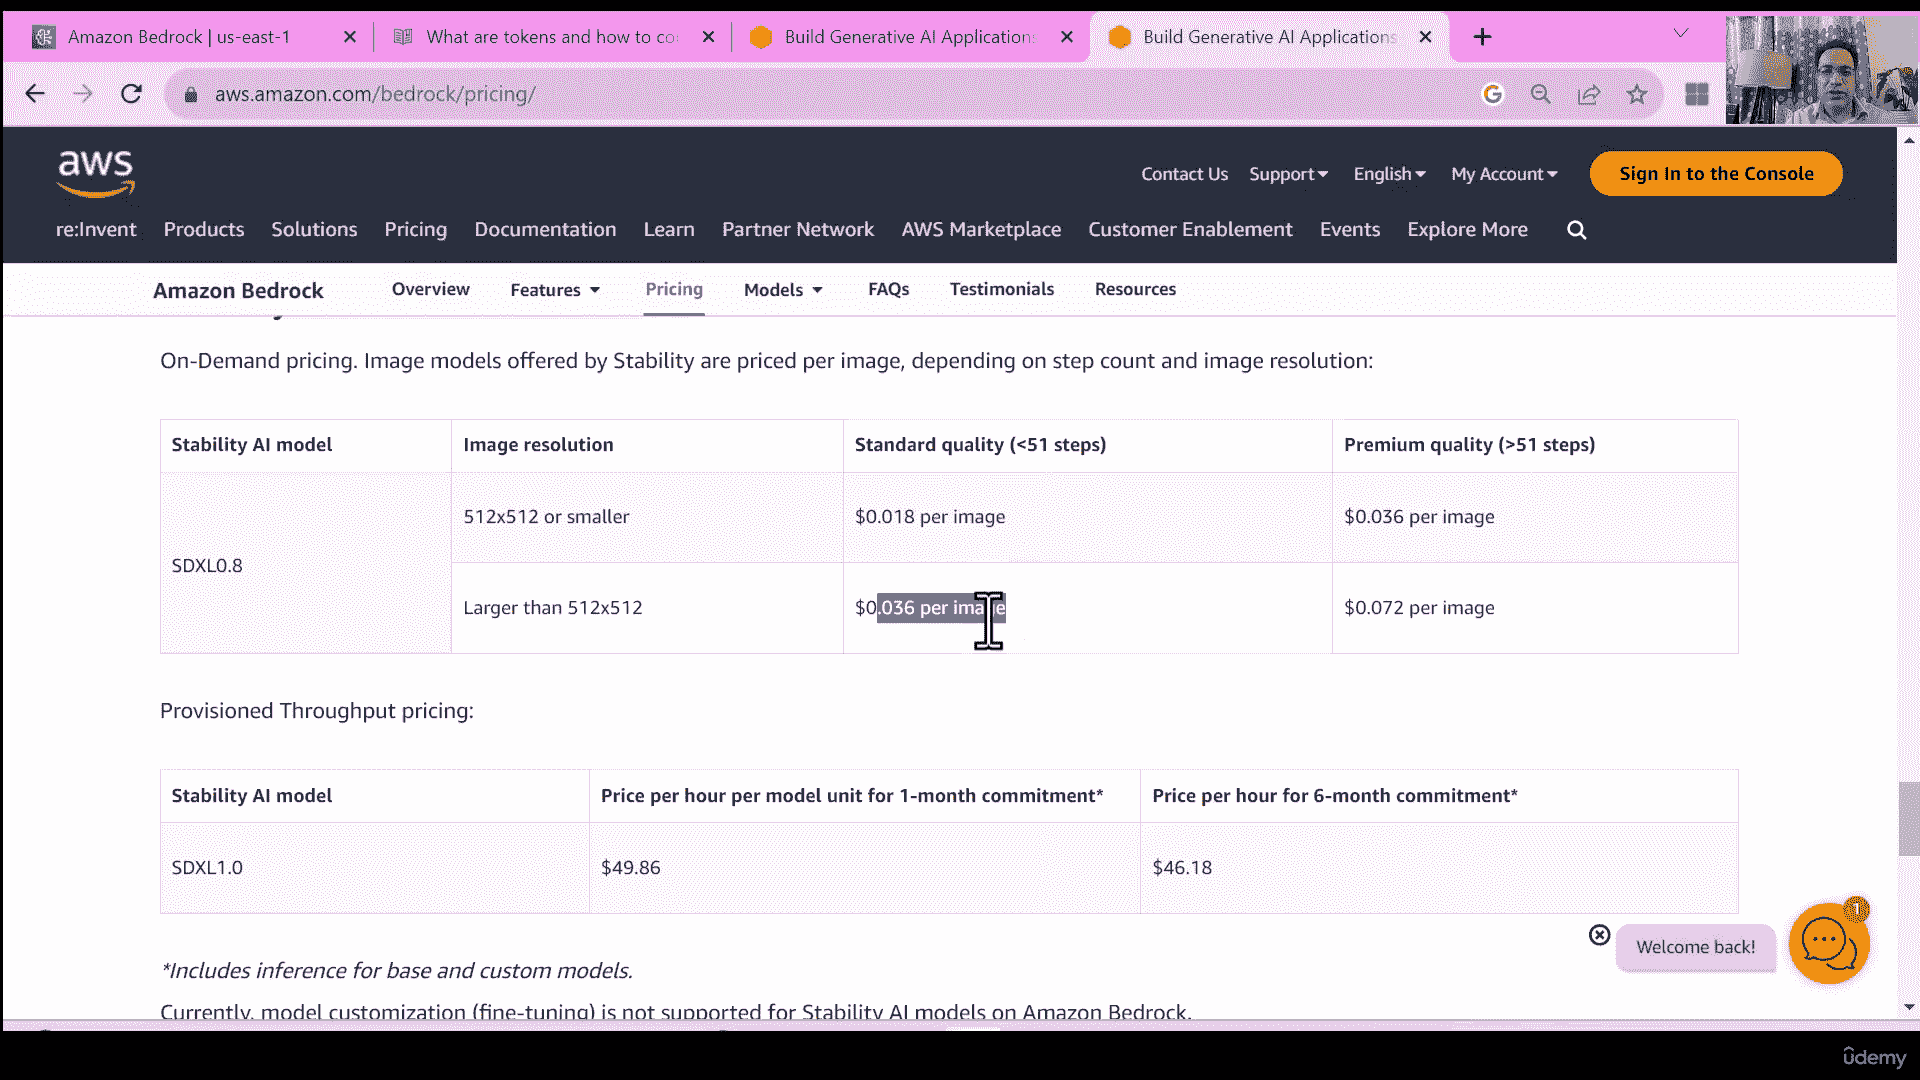 Amazon Bedrock | us-east-1
What are tokens and how to co
Build Generative AI Applications
Build Generative AI Applications
aws.amazon.com/bedrock/pricing/
aws
Contact Us
Support
English
My Account
Sign In to the Console
re:Invent
Products
Solutions
Pricing
Documentation
Learn
Partner Network
AWS Marketplace
Customer Enablement
Events
Explore More
Amazon Bedrock
Overview
Features
Pricing
Models
FAQs
Testimonials
Resources
On-Demand pricing. Image models offered by Stability are priced per image, depending on step count and image resolution:
Stability AI model
Image resolution
Standard quality (<51 steps)
Premium quality (>51 steps)
SDXL0.8
512x512 or smaller
$0.018 per image
$0.036 per image
Larger than 512x512
$0.036 per image
$0.072 per image
Provisioned Throughput pricing:
Stability AI model
Price per hour per model unit for 1-month commitment*
Price per hour for 6-month commitment*
SDXL1.0
$49.86
$46.18
*Includes inference for base and custom models.
Currently, model customization (fine-tuning) is not supported for Stability AI models on Amazon Bedrock.
Welcome back!
1
ûdemy